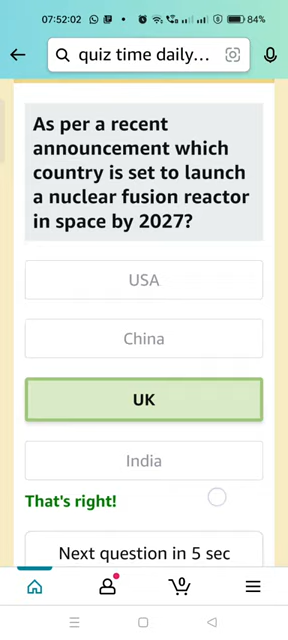 07:52:02 84%
quiz time daily...
As per a recent
announcement which
country is set to launch
a nuclear fusion reactor
in space by 2027?
USA
China
UK
India
That's right!
Next question in 5 sec
0